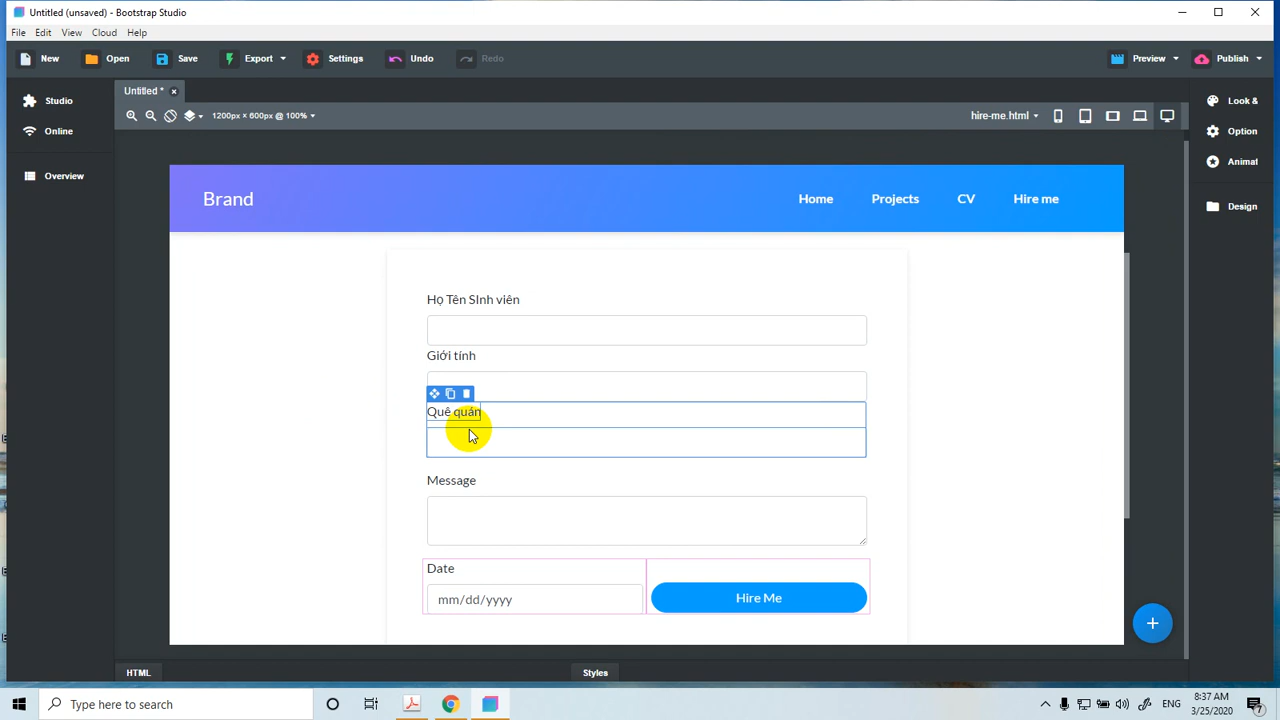 Untitled (unsaved) - Bootstrap Studio
File Edit View Cloud Help
New Open Save Export Settings Undo Redo Preview Publish
Untitled *
Studio
Online
Overview
1200px × 600px @ 100%
hire-me.html
Look &
Option
Animat
Design
Brand Home Projects CV Hire me
Họ Tên SInh viên
Giới tính
Quê quán
Message
Date
mm/dd/yyyy
Hire Me
HTML
Styles
Type here to search
ENG
8:37 AM
3/25/2020
7